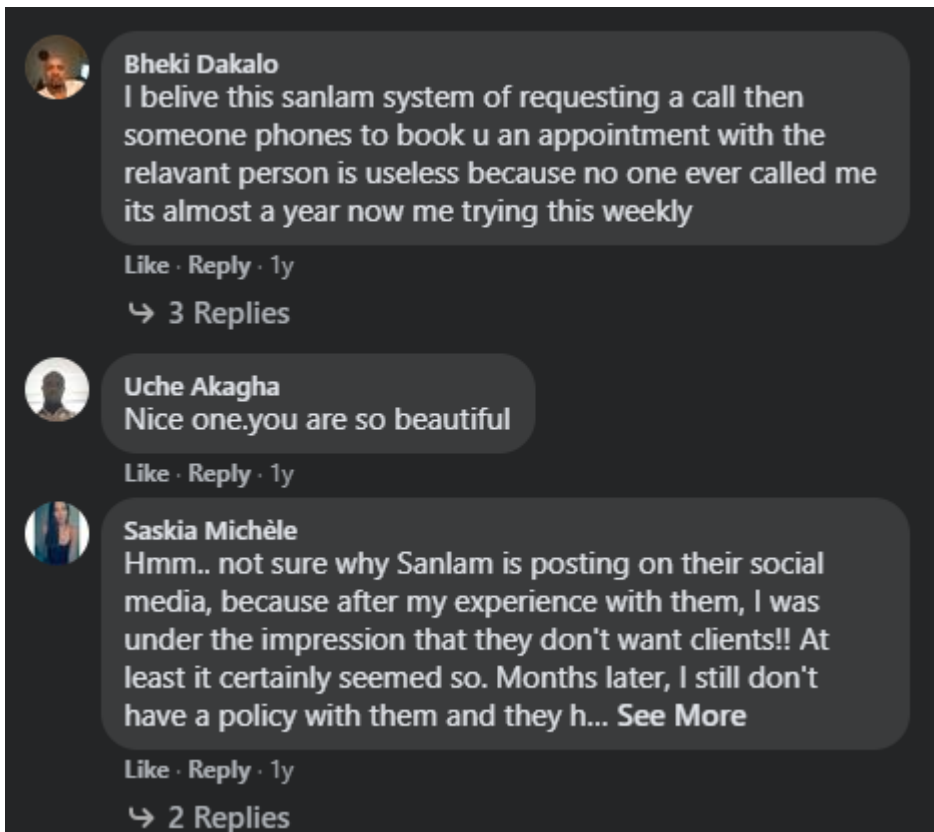 Bheki Dakalo
I belive this sanlam system of requesting a call then
someone phones to book u an appointment with the
relavant person is useless because no one ever called me
its almost a year now me trying this weekly
Like · Reply · 1y
3 Replies
Uche Akagha
Nice one.you are so beautiful
Like · Reply · 1y
Saskia Michèle
Hmm.. not sure why Sanlam is posting on their social
media, because after my experience with them, I was
under the impression that they don't want clients!! At
least it certainly seemed so. Months later, I still don't
have a policy with them and they h... See More
Like · Reply · 1y
2 Replies